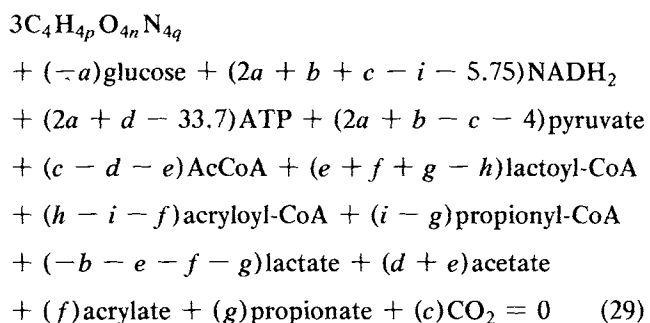 3C₄H₄ₚO₄ₙN₄q
+ (−a)glucose + (2a + b + c − i − 5.75)NADH₂
+ (2a + d − 33.7)ATP + (2a + b − c − 4)pyruvate
+ (c − d − e)AcCoA + (e + f + g − h)lactoyl-CoA
+ (h − i − f)acryloyl-CoA + (i − g)propionyl-CoA
+ (−b − e − f − g)lactate + (d + e)acetate
+ (f)acrylate + (g)propionate + (c)CO₂ = 0 (29)